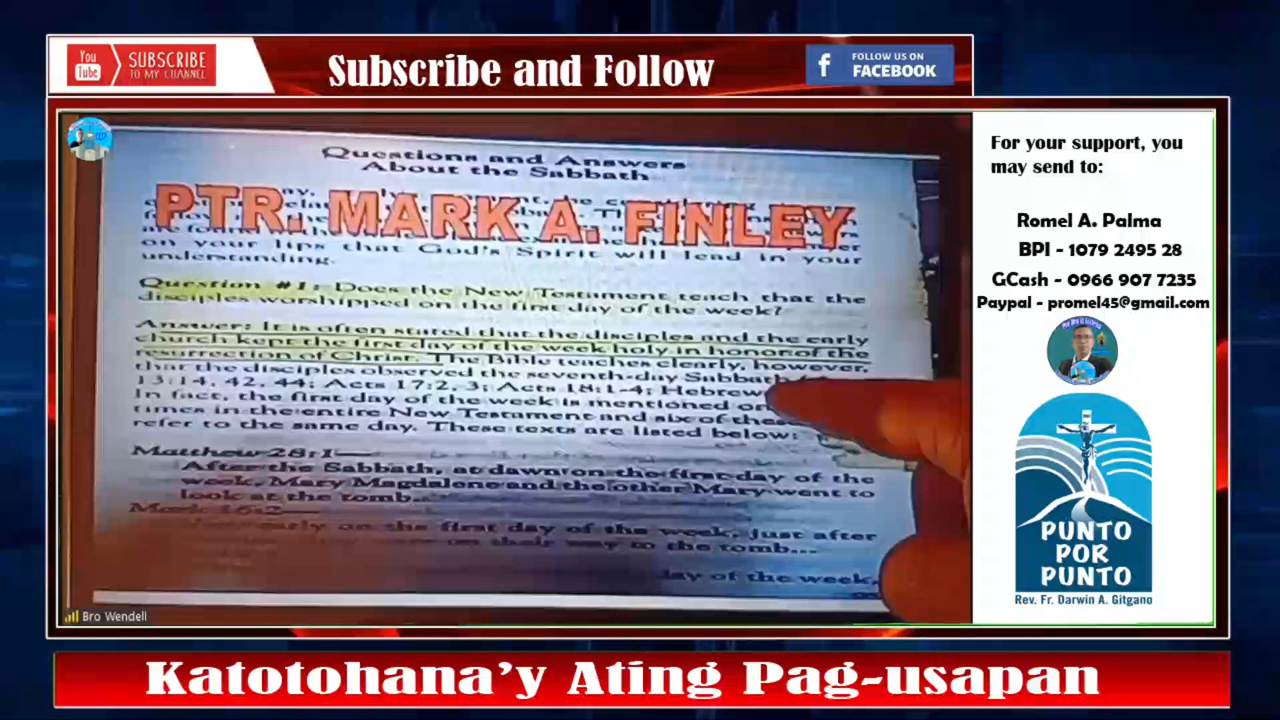 You Tube
SUBSCRIBE
TO MY CHANNEL
Subscribe and Follow
f
FOLLOW US ON
FACEBOOK
Questions and Answers
About the Sabbath
PTR. MARK A. FINLEY
on your lips that God's Spirit will lead in your
understanding.
Question #1: Does the New Testament teach that the
disciples worshipped on the first day of the week?
Answer: It is often stated that the disciples and the early
church kept the first day of the week holy in honor of the
resurrection of Christ. The Bible teaches clearly, however,
that the disciples observed the seventh-day Sabbath
13:14, 42, 44; Acts 17:2, 3; Acts 18:1-4; Hebrew
In fact, the first day of the week is mentioned
times in the entire New Testament and six of
refer to the same day. These texts are listed below:
Matthew 28:1—
After the Sabbath, at dawn on the first day of the
week, Mary Magdalene and the other Mary went to
look at the tomb...
Mark 16:2—
early on the first day of the week, just after
on their way to the tomb...
day of the week,
Bro Wendell
For your support, you
may send to:
Romel A. Palma
BPI - 1079 2495 28
GCash - 0966 907 7235
Paypal - promel45@gmail.com
PUNTO
POR
PUNTO
Rev. Fr. Darwin A. Gitgano
Katotohana'y Ating Pag-usapan